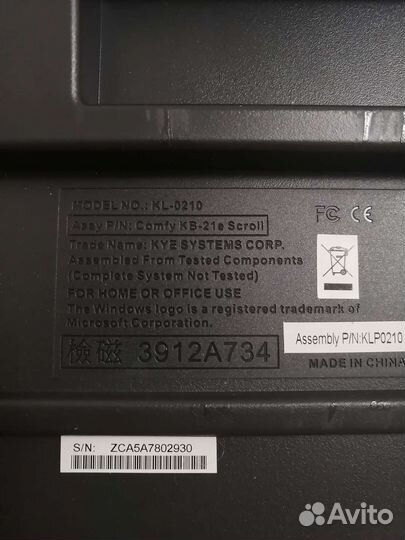 MODEL NO.: KL-0210
Assy P/N: Comfy KB-21e Scroll
Trade Name: KYE SYSTEMS CORP.
Assembled From Tested Components
(Complete System Not Tested)
FOR HOME OR OFFICE USE
The Windows logo is a registered trademark of
Microsoft Corporation.
檢磁 3912A734
FC CE
Assembly P/N:KLP0210
MADE IN CHINA
S/N: ZCA5A7802930
Avito